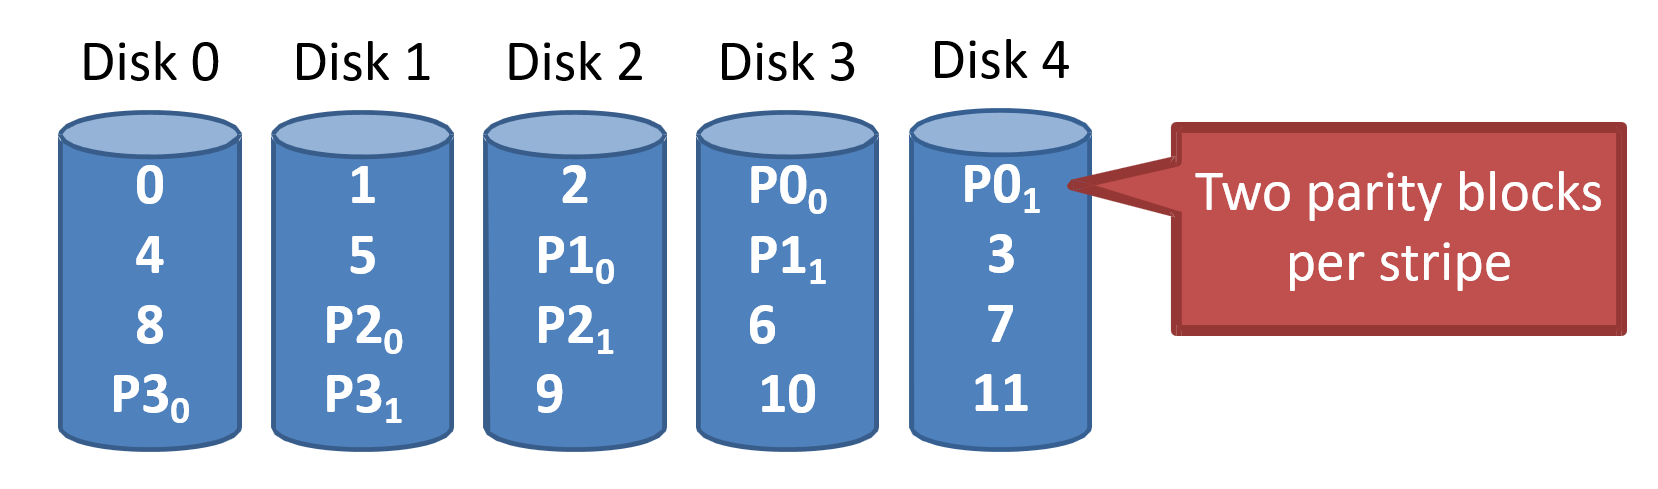 Disk 0 Disk 1 Disk 2 Disk 3 Disk 4
0 1 2 P0₀ P0₁
4 5 P1₀ P1₁ 3
8 P2₀ P2₁ 6 7
P3₀ P3₁ 9 10 11
Two parity blocks
per stripe